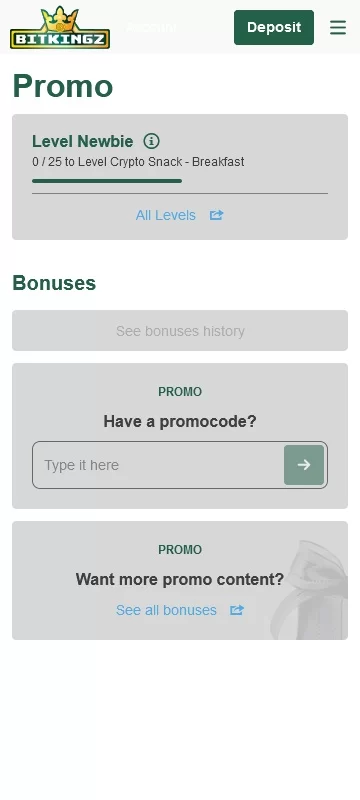 BITKINGZ
Deposit
Promo
Level Newbie
0 / 25 to Level Crypto Snack - Breakfast
All Levels
Bonuses
See bonuses history
PROMO
Have a promocode?
Type it here
PROMO
Want more promo content?
See all bonuses